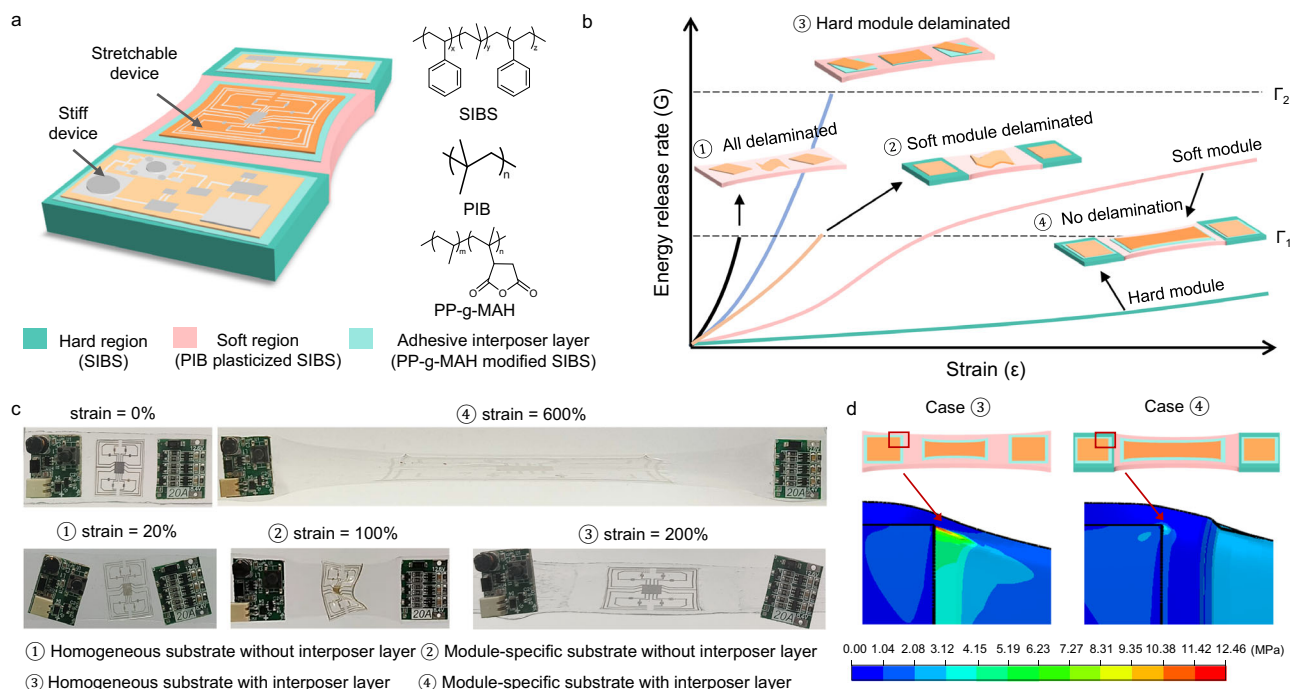 a
Stretchable
device
Stiff
device
x
y
z
SIBS
n
PIB
m
n
O
O
O
PP-g-MAH
Hard region
(SIBS)
Soft region
(PIB plasticized SIBS)
Adhesive interposer layer
(PP-g-MAH modified SIBS)
b
Energy release rate (G)
Strain (ε)
③ Hard module delaminated
Γ2
① All delaminated
② Soft module delaminated
Soft module
④ No delamination
Γ1
Hard module
c
strain = 0%
④ strain = 600%
20A
20A
① strain = 20%
② strain = 100%
③ strain = 200%
20A
20A
20A
① Homogeneous substrate without interposer layer
② Module-specific substrate without interposer layer
③ Homogeneous substrate with interposer layer
④ Module-specific substrate with interposer layer
d
Case ③
Case ④
0.00 1.04 2.08 3.12 4.15 5.19 6.23 7.27 8.31 9.35 10.38 11.42 12.46 (MPa)